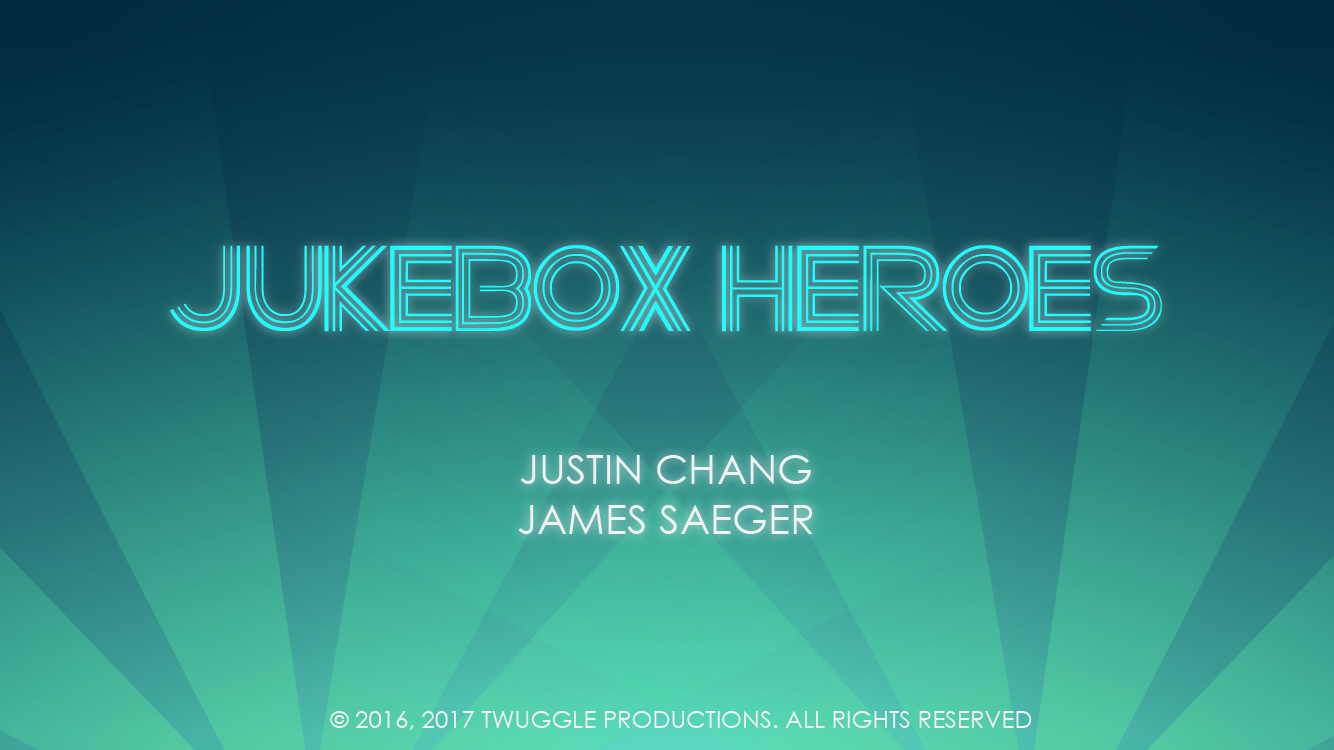 JUKEBOX HEROES
JUSTIN CHANG
JAMES SAEGER
© 2016, 2017 TWUGGLE PRODUCTIONS. ALL RIGHTS RESERVED